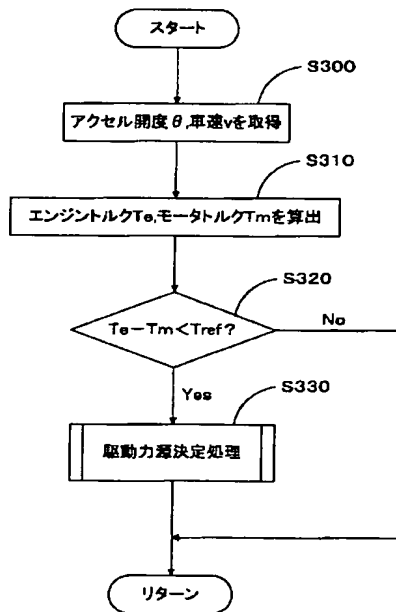 スタート
S300
アクセル開度θ,車速vを取得
S310
エンジントルクTe,モータトルクTmを算出
S320
Te－Tm＜Tref？
No
Yes
S330
駆動力源決定処理
リターン